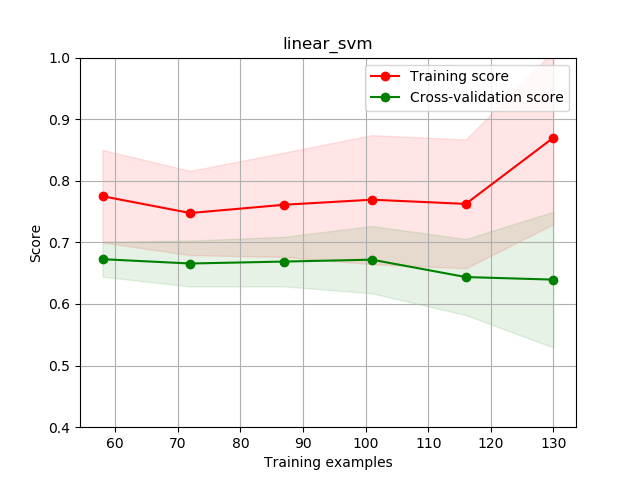 linear_svm
1.0
0.9
0.8
0.7
0.6
0.5
0.4
Score
Training score
Cross-validation score
60 70 80 90 100 110 120 130
Training examples